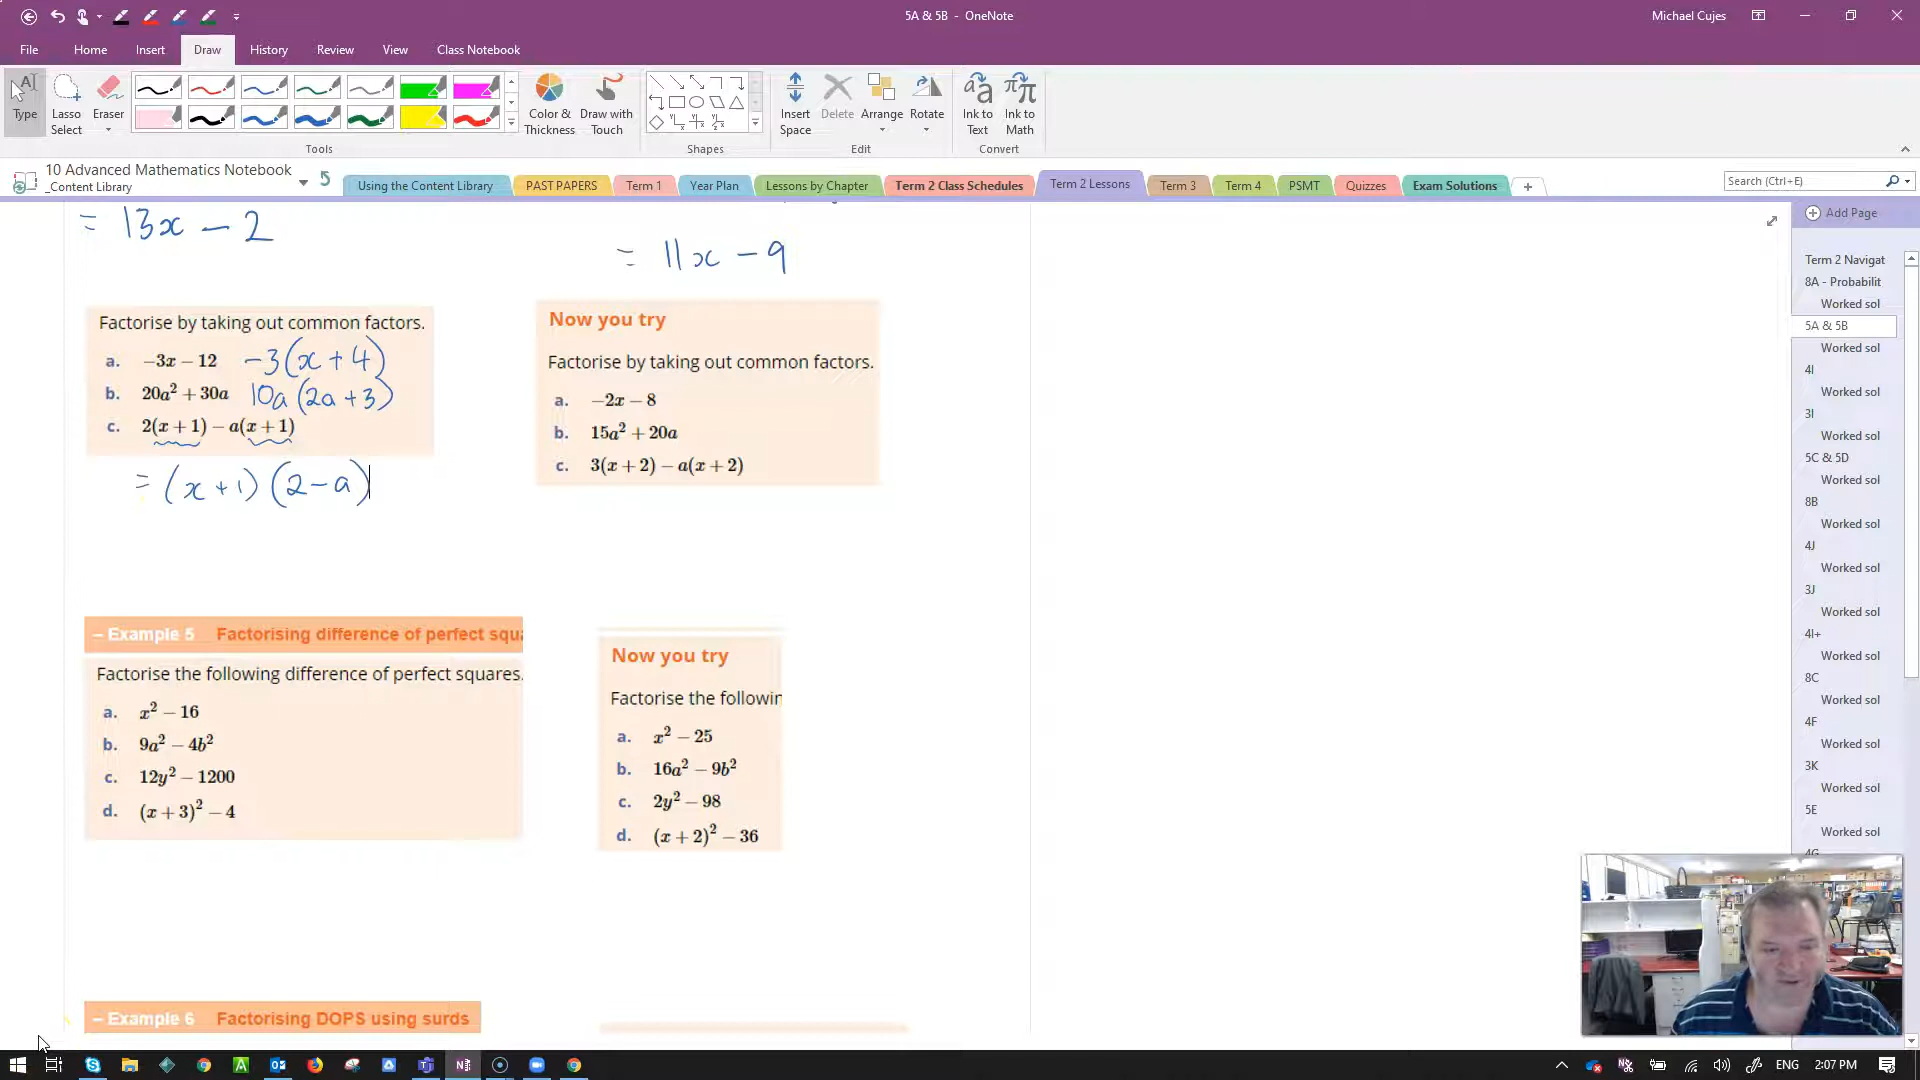 5A & 5B - OneNote
Michael Cujes
File Home Insert Draw History Review View Class Notebook
Type
Lasso Select
Eraser
Color & Thickness
Draw with Touch
Insert Space
Delete
Arrange
Rotate
Ink to Text
Ink to Math
Tools Shapes Edit Convert
10 Advanced Mathematics Notebook
_Content Library
Using the Content Library PAST PAPERS Term 1 Year Plan Lessons by Chapter Term 2 Class Schedules Term 2 Lessons Term 3 Term 4 PSMT Quizzes Exam Solutions
Search (Ctrl+E)
Add Page
= 13x - 2
= 11x - 9
Factorise by taking out common factors.
a. −3x − 12 -3(x + 4)
b. 20a² + 30a 10a(2a + 3)
c. 2(x + 1) − a(x + 1)
= (x + 1)(2 - a)
Now you try
Factorise by taking out common factors.
a. −2x − 8
b. 15a² + 20a
c. 3(x + 2) − a(x + 2)
– Example 5 Factorising difference of perfect squa
Factorise the following difference of perfect squares.
a. x² − 16
b. 9a² − 4b²
c. 12y² − 1200
d. (x + 3)² − 4
Now you try
Factorise the followin
a. x² − 25
b. 16a² − 9b²
c. 2y² − 98
d. (x + 2)² − 36
– Example 6 Factorising DOPS using surds
Term 2 Navigat
8A - Probabilit
Worked sol
5A & 5B
Worked sol
4I
Worked sol
3I
Worked sol
5C & 5D
Worked sol
8B
Worked sol
4J
Worked sol
3J
Worked sol
4I+
Worked sol
8C
Worked sol
4F
Worked sol
3K
Worked sol
5E
Worked sol
4G
ENG 2:07 PM